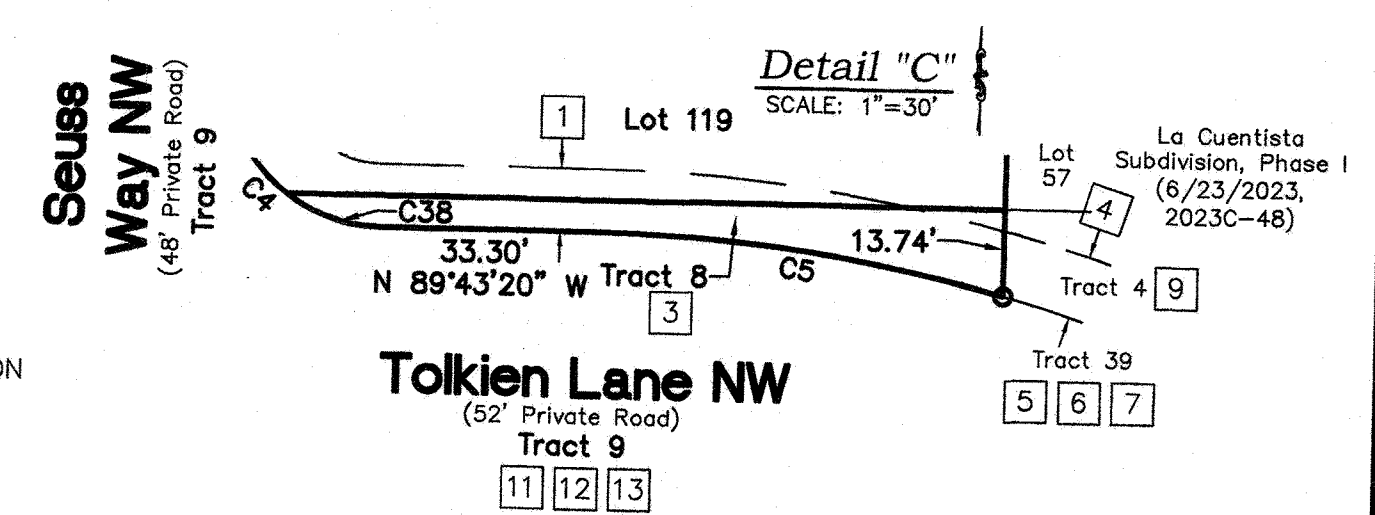 Detail "C"
SCALE: 1"=30'
Seuss
Way NW
(48' Private Road)
Tract 9
1
Lot 119
Lot
57
La Cuentista
Subdivision, Phase I
(6/23/2023,
2023C-48)
4
C4
C38
33.30'
N 89°43'20" W
Tract 8
3
13.74'
C5
Tract 4
9
Tract 39
5 6 7
Tolkien Lane NW
(52' Private Road)
Tract 9
11 12 13
ON